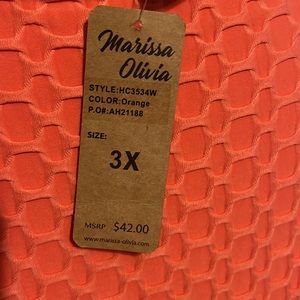 Marissa
Olivia
STYLE:HC3534W
COLOR:Orange
P.O#:AH21188
SIZE:
3X
MSRP $42.00
www.marissa-olivia.com